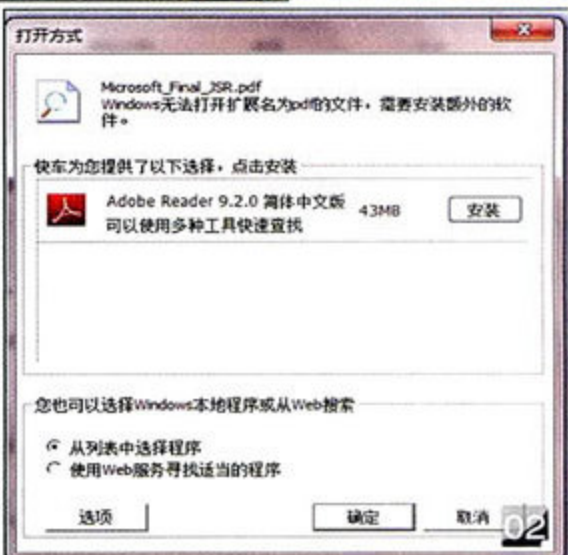 打开方式
Microsoft_Final_JSR.pdf
Windows无法打开扩展名为pdf的文件，需要安装额外的软
件。
快车为您提供了以下选择，点击安装
Adobe Reader 9.2.0 简体中文版
43MB
安装
可以使用多种工具快速查找
您也可以选择Windows本地程序或从Web搜索
从列表中选择程序
使用Web服务寻找适当的程序
选项
确定
取消
02